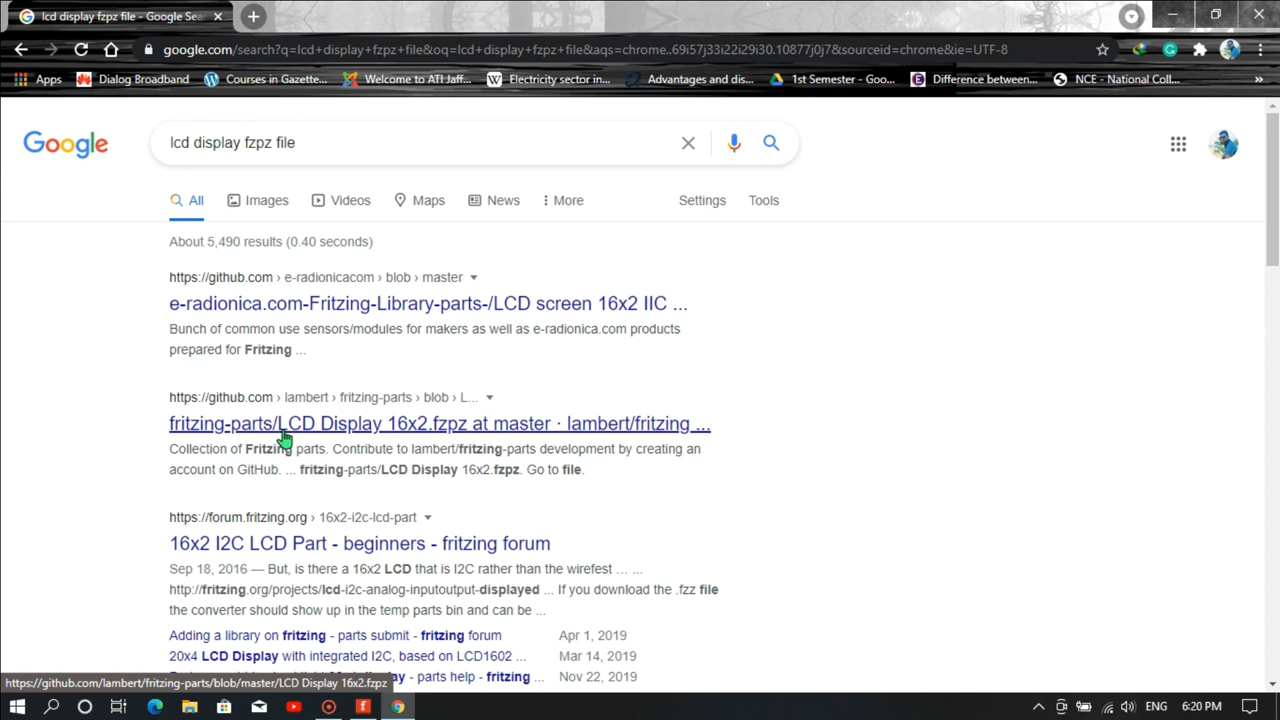 lcd display fzpz file - Google Sea
google.com/search?q=lcd+display+fzpz+file&oq=lcd+display+fzpz+file&aqs=chrome..69i57j33i22i29i30.10877j0j7&sourceid=chrome&ie=UTF-8
Apps Dialog Broadband Courses in Gazette... Welcome to ATI Jaff... Electricity sector in... Advantages and dis... 1st Semester - Goo... Difference between... NCE - National Coll... »
Google lcd display fzpz file
All Images Videos Maps News More Settings Tools
About 5,490 results (0.40 seconds)
https://github.com › e-radionicacom › blob › master
e-radionica.com-Fritzing-Library-parts-/LCD screen 16x2 IIC ...
Bunch of common use sensors/modules for makers as well as e-radionica.com products
prepared for Fritzing ...
https://github.com › lambert › fritzing-parts › blob › L...
fritzing-parts/LCD Display 16x2.fzpz at master · lambert/fritzing ...
Collection of Fritzing parts. Contribute to lambert/fritzing-parts development by creating an
account on GitHub. ... fritzing-parts/LCD Display 16x2.fzpz. Go to file.
https://forum.fritzing.org › 16x2-i2c-lcd-part
16x2 I2C LCD Part - beginners - fritzing forum
Sep 18, 2016 — But, is there a 16x2 LCD that is I2C rather than the wirefest ... ...
http://fritzing.org/projects/lcd-i2c-analog-inputoutput-displayed ... If you download the .fzz file
the converter should show up in the temp parts bin and can be ...
Adding a library on fritzing - parts submit - fritzing forum Apr 1, 2019
20x4 LCD Display with integrated I2C, based on LCD1602 ... Mar 14, 2019
- parts help - fritzing ... Nov 22, 2019
https://github.com/lambert/fritzing-parts/blob/master/LCD Display 16x2.fzpz
ENG 6:20 PM